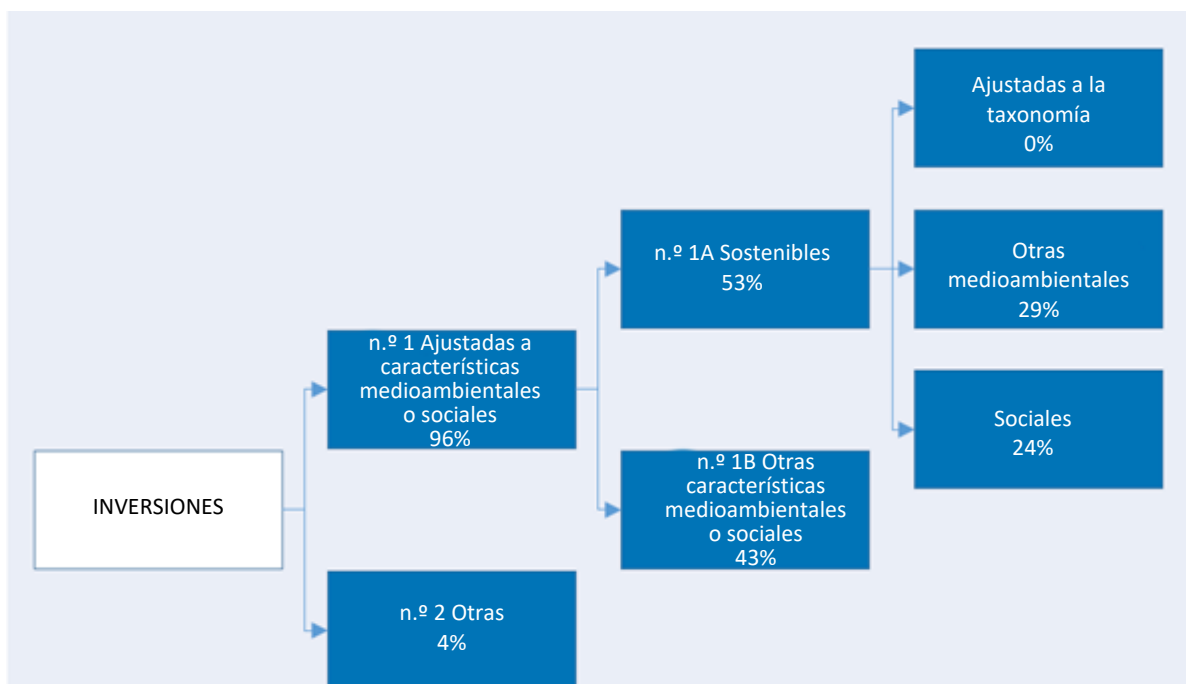 INVERSIONES
n.º 1 Ajustadas a
características
medioambientales
o sociales
96%
n.º 2 Otras
4%
n.º 1A Sostenibles
53%
n.º 1B Otras
características
medioambientales
o sociales
43%
Ajustadas a la
taxonomía
0%
Otras
medioambientales
29%
Sociales
24%